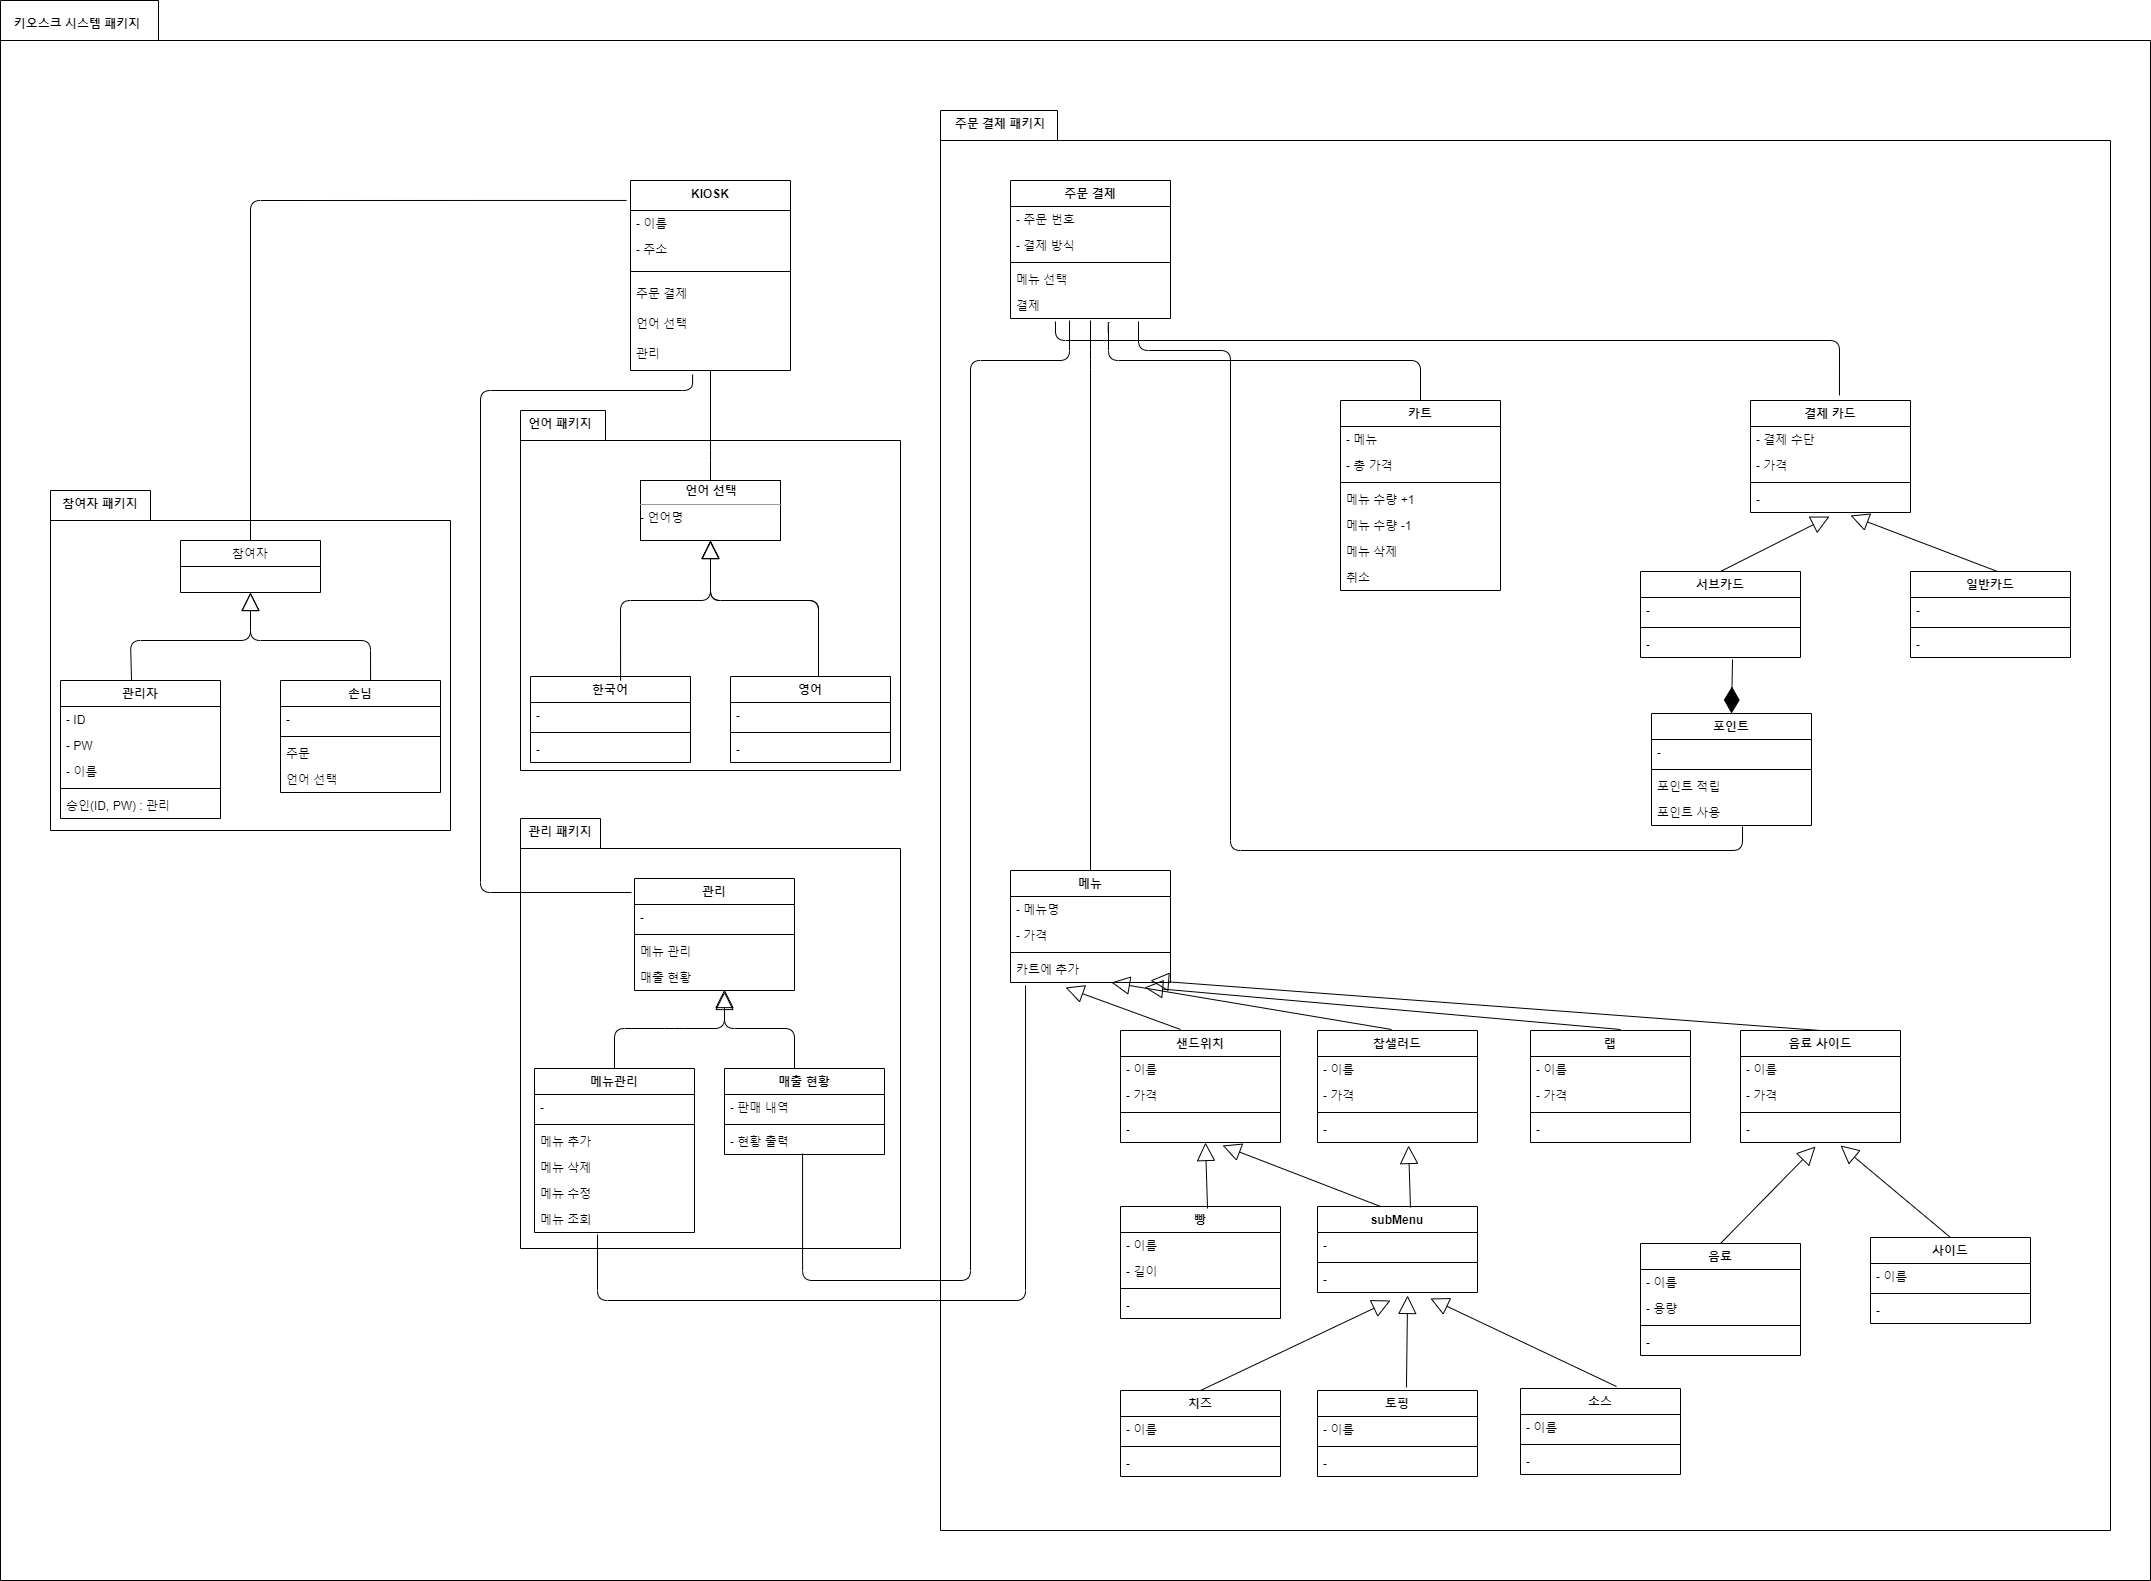 키오스크 시스템 패키지
주문 결제 패키지
KIOSK
- 이름
- 주소
주문 결제
언어 선택
관리
주문 결제
- 주문 번호
- 결제 방식
메뉴 선택
결제
언어 패키지
언어 선택
- 언어명
한국어
-
-
영어
-
-
참여자 패키지
참여자
관리자
- ID
- PW
- 이름
승인(ID, PW) : 관리
손님
-
주문
언어 선택
카트
- 메뉴
- 총 가격
메뉴 수량 +1
메뉴 수량 -1
메뉴 삭제
취소
결제 카드
- 결제 수단
- 가격
-
서브카드
-
-
일반카드
-
-
포인트
-
포인트 적립
포인트 사용
관리 패키지
관리
-
메뉴 관리
매출 현황
메뉴관리
-
메뉴 추가
메뉴 삭제
메뉴 수정
메뉴 조회
매출 현황
- 판매 내역
- 현황 출력
메뉴
- 메뉴명
- 가격
카트에 추가
샌드위치
- 이름
- 가격
-
찹샐러드
- 이름
- 가격
-
랩
- 이름
- 가격
-
음료 사이드
- 이름
- 가격
-
빵
- 이름
- 길이
-
subMenu
-
-
음료
- 이름
- 용량
-
사이드
- 이름
-
치즈
- 이름
-
토핑
- 이름
-
소스
- 이름
-